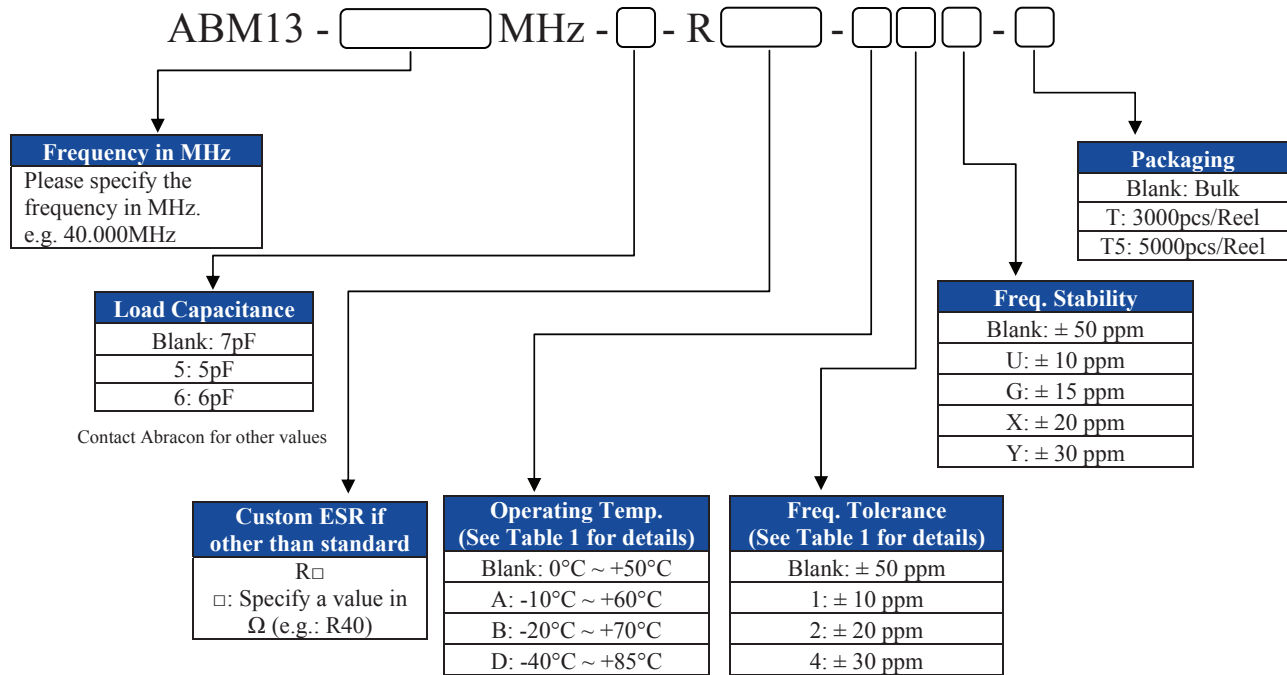 ABM13 - MHz - - R - -
Frequency in MHz
Please specify the
frequency in MHz.
e.g. 40.000MHz
Packaging
Blank: Bulk
T: 3000pcs/Reel
T5: 5000pcs/Reel
Load Capacitance
Blank: 7pF
5: 5pF
6: 6pF
Contact Abracon for other values
Freq. Stability
Blank: ± 50 ppm
U: ± 10 ppm
G: ± 15 ppm
X: ± 20 ppm
Y: ± 30 ppm
Custom ESR if
other than standard
R□
□: Specify a value in
Ω (e.g.: R40)
Operating Temp.
(See Table 1 for details)
Blank: 0°C ~ +50°C
A: -10°C ~ +60°C
B: -20°C ~ +70°C
D: -40°C ~ +85°C
Freq. Tolerance
(See Table 1 for details)
Blank: ± 50 ppm
1: ± 10 ppm
2: ± 20 ppm
4: ± 30 ppm